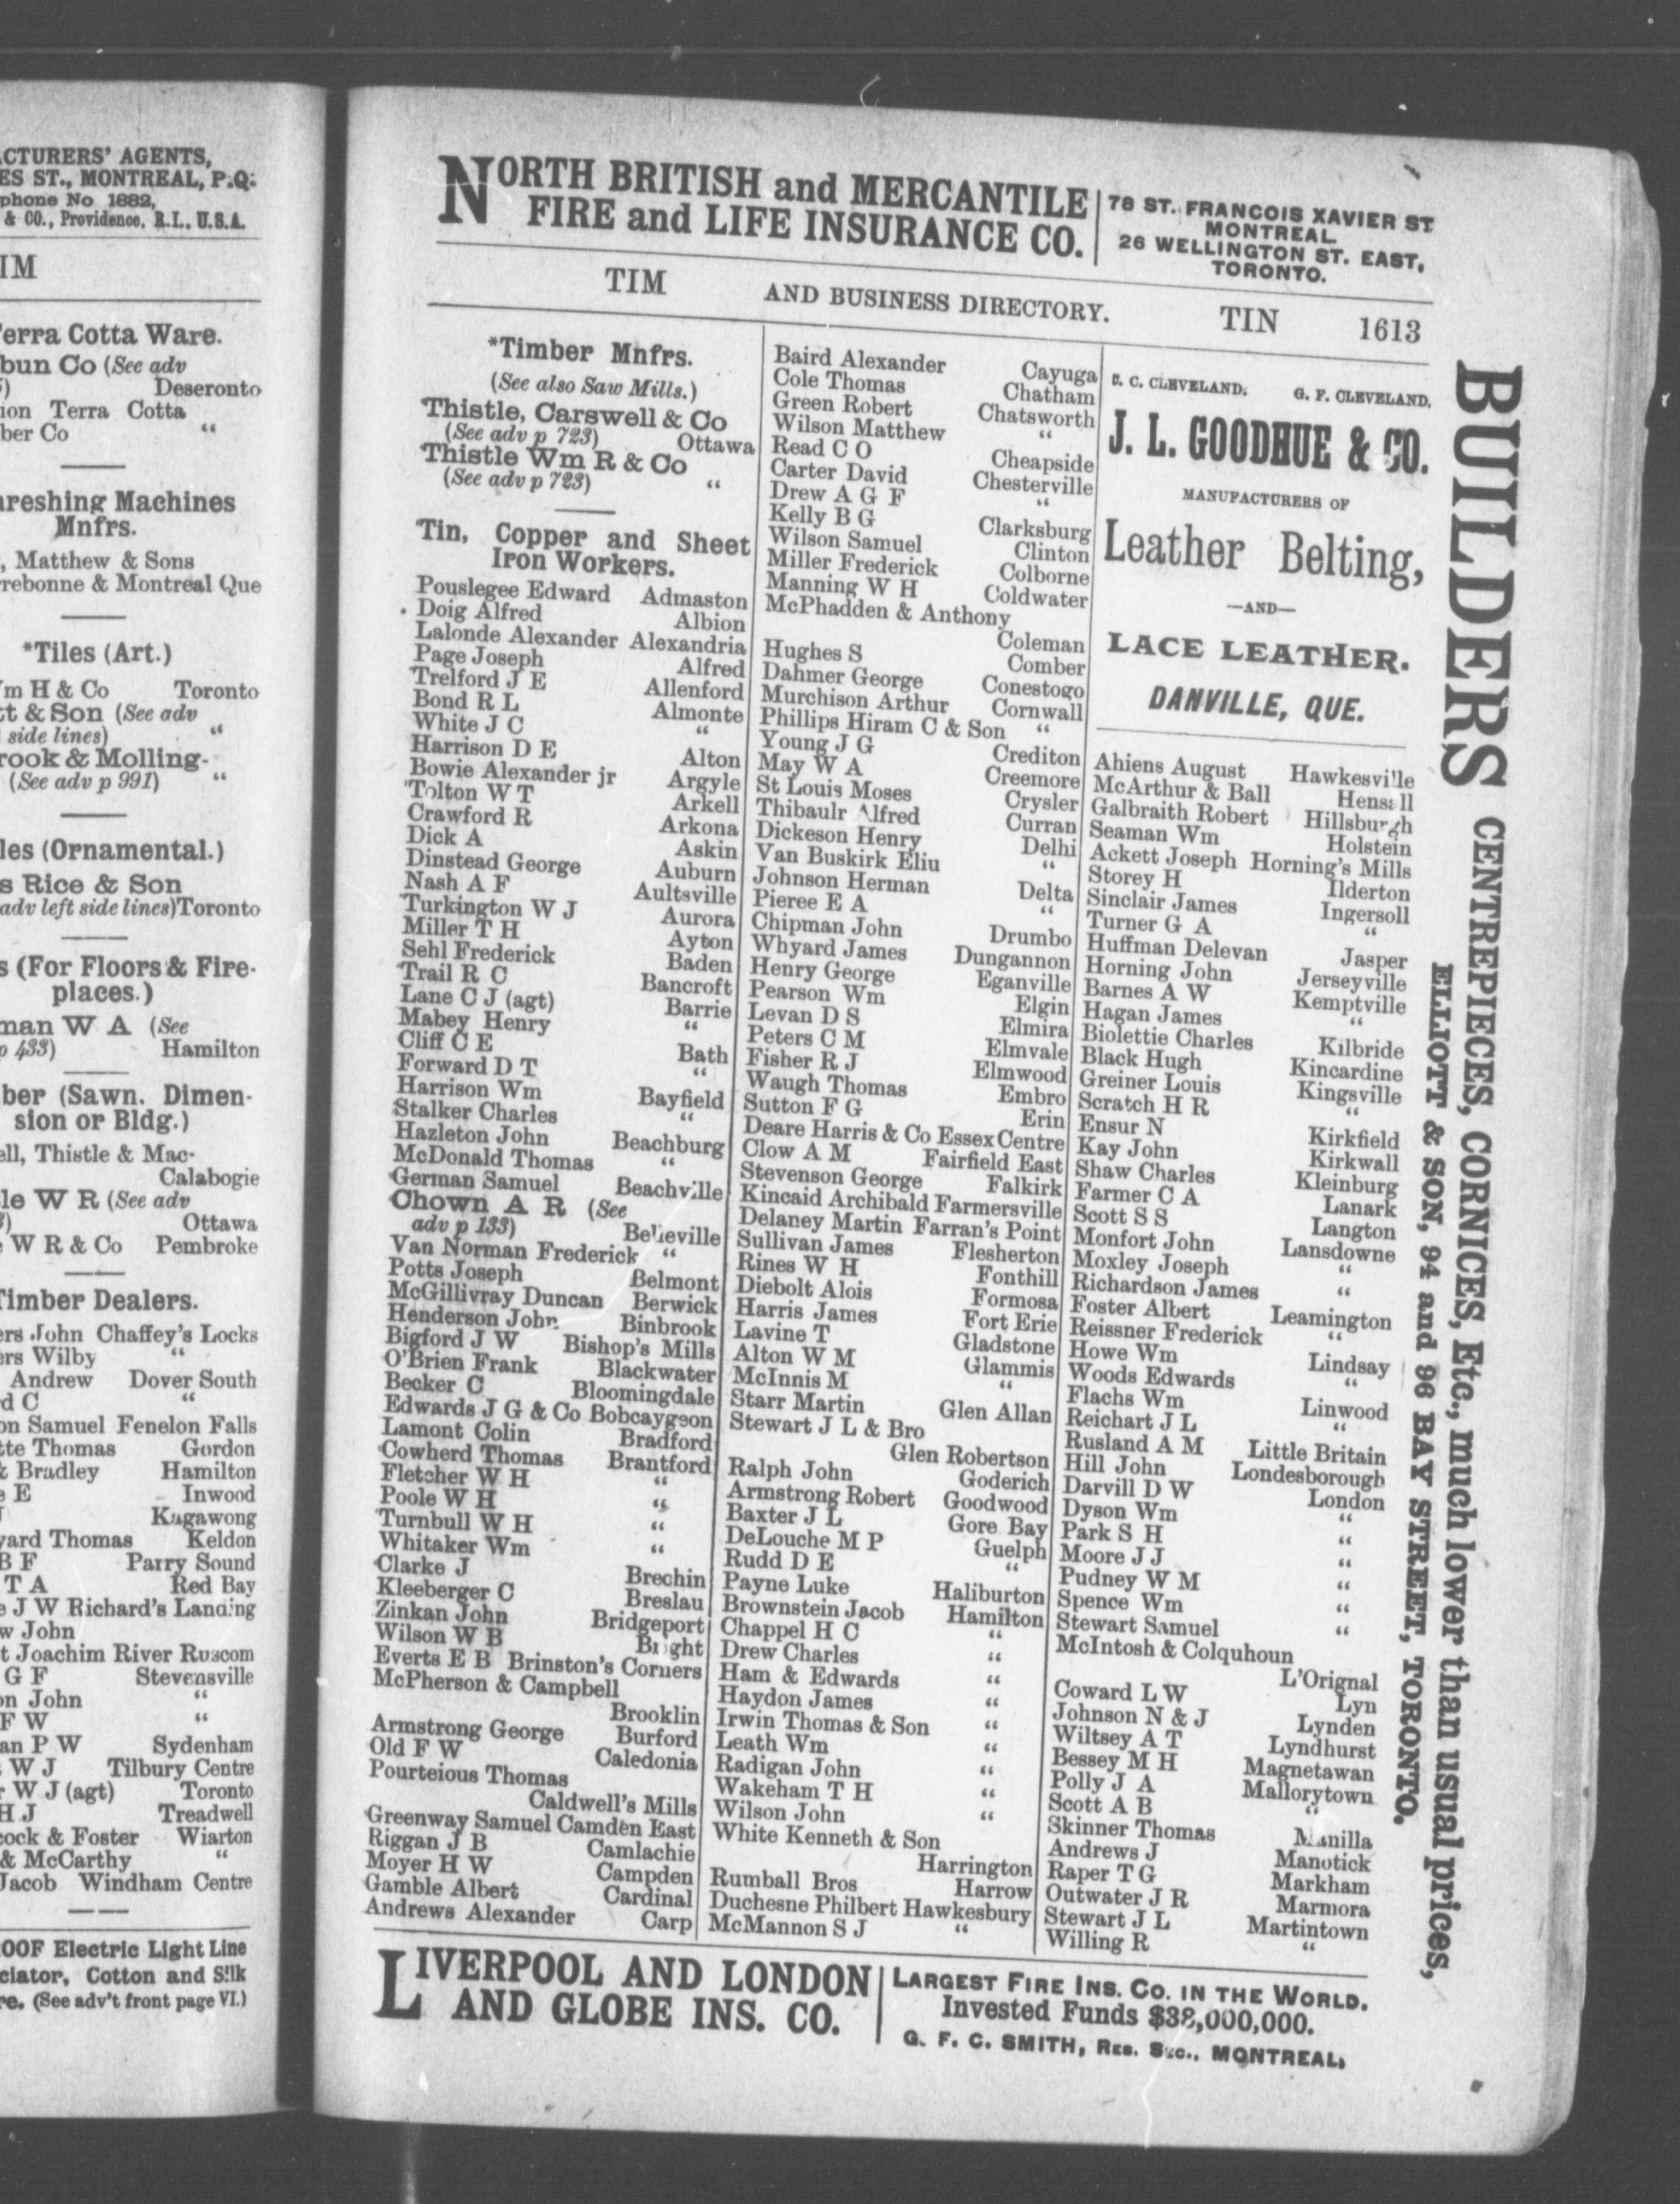 ACTURERS' AGENTS,
ES ST., MONTREAL, P.Q.
phone No 1882,
& CO., Providence, R.I., U.S.A.
IM
erra Cotta Ware.
bun Co (See adv
) Deseronto
ion Terra Cotta
ber Co "
hreshing Machines
Mnfrs.
, Matthew & Sons
rrebonne & Montreal Que
*Tiles (Art.)
m H & Co Toronto
tt & Son (See adv
side lines) "
rook & Molling-
(See adv p 991) "
les (Ornamental.)
s Rice & Son
adv left side lines) Toronto
s (For Floors & Fire-
places.)
man W A (See
p 433) Hamilton
ber (Sawn. Dimen-
sion or Bldg.)
ell, Thistle & Mac-
Calabogie
le W R (See adv
) Ottawa
W R & Co Pembroke
Timber Dealers.
ers John Chaffey's Locks
ers Wilby "
Andrew Dover South
rd C "
on Samuel Fenelon Falls
tte Thomas Gordon
& Bradley Hamilton
e E Inwood
Kagawong
yard Thomas Keldon
B F Parry Sound
T A Red Bay
e J W Richard's Landing
w John
t Joachim River Ruscom
G F Stevensville
on John "
F W "
an P W Sydenham
W J Tilbury Centre
r W J (agt) Toronto
H J Treadwell
cock & Foster Wiarton
& McCarthy "
Jacob Windham Centre
OOF Electric Light Line
ciator, Cotton and Silk
re. (See adv't front page VI.)
NORTH BRITISH and MERCANTILE
FIRE and LIFE INSURANCE CO.
78 ST. FRANCOIS XAVIER ST
MONTREAL
26 WELLINGTON ST. EAST,
TORONTO.
TIM AND BUSINESS DIRECTORY. TIN 1613
*Timber Mnfrs.
(See also Saw Mills.)
Thistle, Carswell & Co
(See adv p 723) Ottawa
Thistle Wm R & Co
(See adv p 723) "
Tin, Copper and Sheet
Iron Workers.
Pouslegee Edward Admaston
Doig Alfred Albion
Lalonde Alexander Alexandria
Page Joseph Alfred
Trelford J E Allenford
Bond R L Almonte
White J C "
Harrison D E Alton
Bowie Alexander jr Argyle
Tolton W T Arkell
Crawford R Arkona
Dick A Askin
Dinstead George Auburn
Nash A F Aultsville
Turkington W J Aurora
Miller T H Ayton
Sehl Frederick Baden
Trail R C Bancroft
Lane C J (agt) Barrie
Mabey Henry "
Cliff C E Bath
Forward D T "
Harrison Wm Bayfield
Stalker Charles "
Hazleton John Beachburg
McDonald Thomas "
German Samuel Beachville
Chown A R (See
adv p 133) Belleville
Van Norman Frederick "
Potts Joseph Belmont
McGillivray Duncan Berwick
Henderson John Binbrook
Bigford J W Bishop's Mills
O'Brien Frank Blackwater
Becker C Bloomingdale
Edwards J G & Co Bobcaygeon
Lamont Colin Bradford
Cowherd Thomas Brantford
Fletcher W H "
Poole W H "
Turnbull W H "
Whitaker Wm "
Clarke J Brechin
Kleeberger C Breslau
Zinkan John Bridgeport
Wilson W B Bright
Everts E B Brinston's Corners
McPherson & Campbell
Brooklin
Armstrong George Burford
Old F W Caledonia
Pourteious Thomas
Caldwell's Mills
Greenway Samuel Camden East
Riggan J B Camlachie
Moyer H W Campden
Gamble Albert Cardinal
Andrews Alexander Carp
Baird Alexander Cayuga
Cole Thomas Chatham
Green Robert Chatsworth
Wilson Matthew "
Read C O Cheapside
Carter David Chesterville
Drew A G F "
Kelly B G Clarksburg
Wilson Samuel Clinton
Miller Frederick Colborne
Manning W H Coldwater
McPhadden & Anthony
Coleman
Hughes S Comber
Dahmer George Conestogo
Murchison Arthur Cornwall
Phillips Hiram C & Son "
Young J G Crediton
May W A Creemore
St Louis Moses Crysler
Thibaulr Alfred Curran
Dickeson Henry Delhi
Van Buskirk Eliu "
Johnson Herman Delta
Pieree E A "
Chipman John Drumbo
Whyard James Dungannon
Henry George Eganville
Pearson Wm Elgin
Levan D S Elmira
Peters C M Elmvale
Fisher R J Elmwood
Waugh Thomas Embro
Sutton F G Erin
Deare Harris & Co Essex Centre
Clow A M Fairfield East
Stevenson George Falkirk
Kincaid Archibald Farmersville
Delaney Martin Farran's Point
Sullivan James Flesherton
Rines W H Fonthill
Diebolt Alois Formosa
Harris James Fort Erie
Lavine T Gladstone
Alton W M Glammis
McInnis M "
Starr Martin Glen Allan
Stewart J L & Bro
Glen Robertson
Ralph John Goderich
Armstrong Robert Goodwood
Baxter J L Gore Bay
DeLouche M P Guelph
Rudd D E "
Payne Luke Haliburton
Brownstein Jacob Hamilton
Chappel H C "
Drew Charles "
Ham & Edwards "
Haydon James "
Irwin Thomas & Son "
Leath Wm "
Radigan John "
Wakeham T H "
Wilson John "
White Kenneth & Son
Harrington
Rumball Bros Harrow
Duchesne Philbert Hawkesbury
McMannon S J "
C. CLEVELAND. G. F. CLEVELAND.
J. L. GOODHUE & CO.
MANUFACTURERS OF
Leather Belting,
—AND—
LACE LEATHER.
DANVILLE, QUE.
Ahiens August Hawkesville
McArthur & Ball Hensall
Galbraith Robert Hillsburgh
Seaman Wm Holstein
Ackett Joseph Horning's Mills
Storey H Ilderton
Sinclair James Ingersoll
Turner G A "
Huffman Delevan Jasper
Horning John Jerseyville
Barnes A W Kemptville
Hagan James "
Biolettie Charles Kilbride
Black Hugh Kincardine
Greiner Louis Kingsville
Scratch H R "
Ensur N Kirkfield
Kay John Kirkwall
Shaw Charles Kleinburg
Farmer C A Lanark
Scott S S Langton
Monfort John Lansdowne
Moxley Joseph "
Richardson James "
Foster Albert Leamington
Reissner Frederick "
Howe Wm Lindsay
Woods Edwards "
Flachs Wm Linwood
Reichart J L "
Rusland A M Little Britain
Hill John Londesborough
Darvill D W London
Dyson Wm "
Park S H "
Moore J J "
Pudney W M "
Spence Wm "
Stewart Samuel "
McIntosh & Colquhoun
L'Orignal
Coward L W Lyn
Johnson N & J Lynden
Wiltsey A T Lyndhurst
Bessey M H Magnetawan
Polly J A Mallorytown
Scott A B "
Skinner Thomas Manilla
Andrews J Manotick
Raper T G Markham
Outwater J R Marmora
Stewart J L Martintown
Willing R "
BUILDERS CENTREPIECES, CORNICES, Etc., much lower than usual prices,
ELLIOTT & SON, 94 and 96 BAY STREET, TORONTO.
LIVERPOOL AND LONDON
AND GLOBE INS. CO.
LARGEST FIRE INS. CO. IN THE WORLD.
Invested Funds $38,000,000.
G. F. C. SMITH, RES. SEC., MONTREAL,